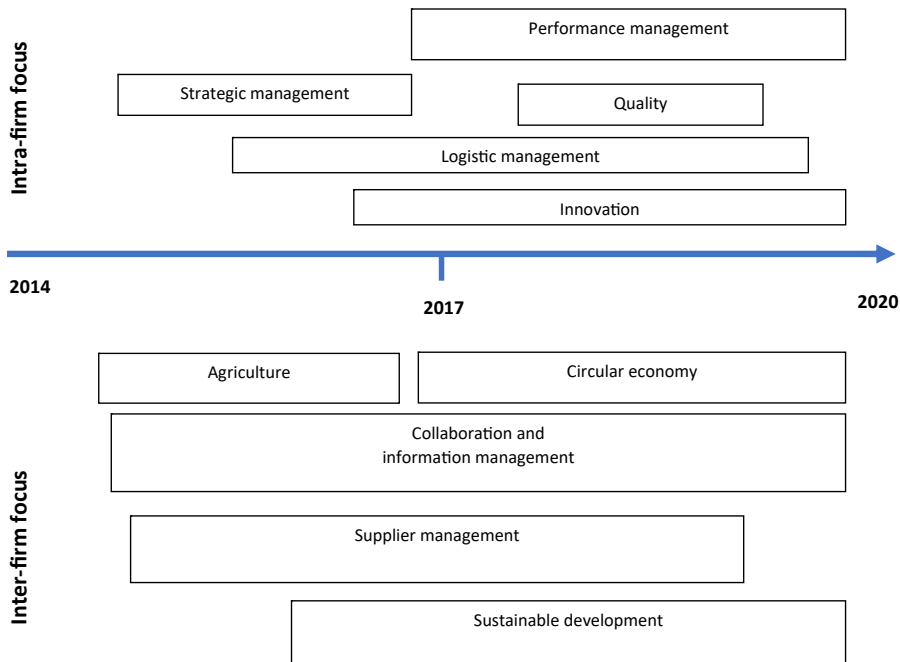 Intra-firm focus
Performance management
Strategic management
Quality
Logistic management
Innovation
2014
2017
2020
Inter-firm focus
Agriculture
Circular economy
Collaboration and
information management
Supplier management
Sustainable development